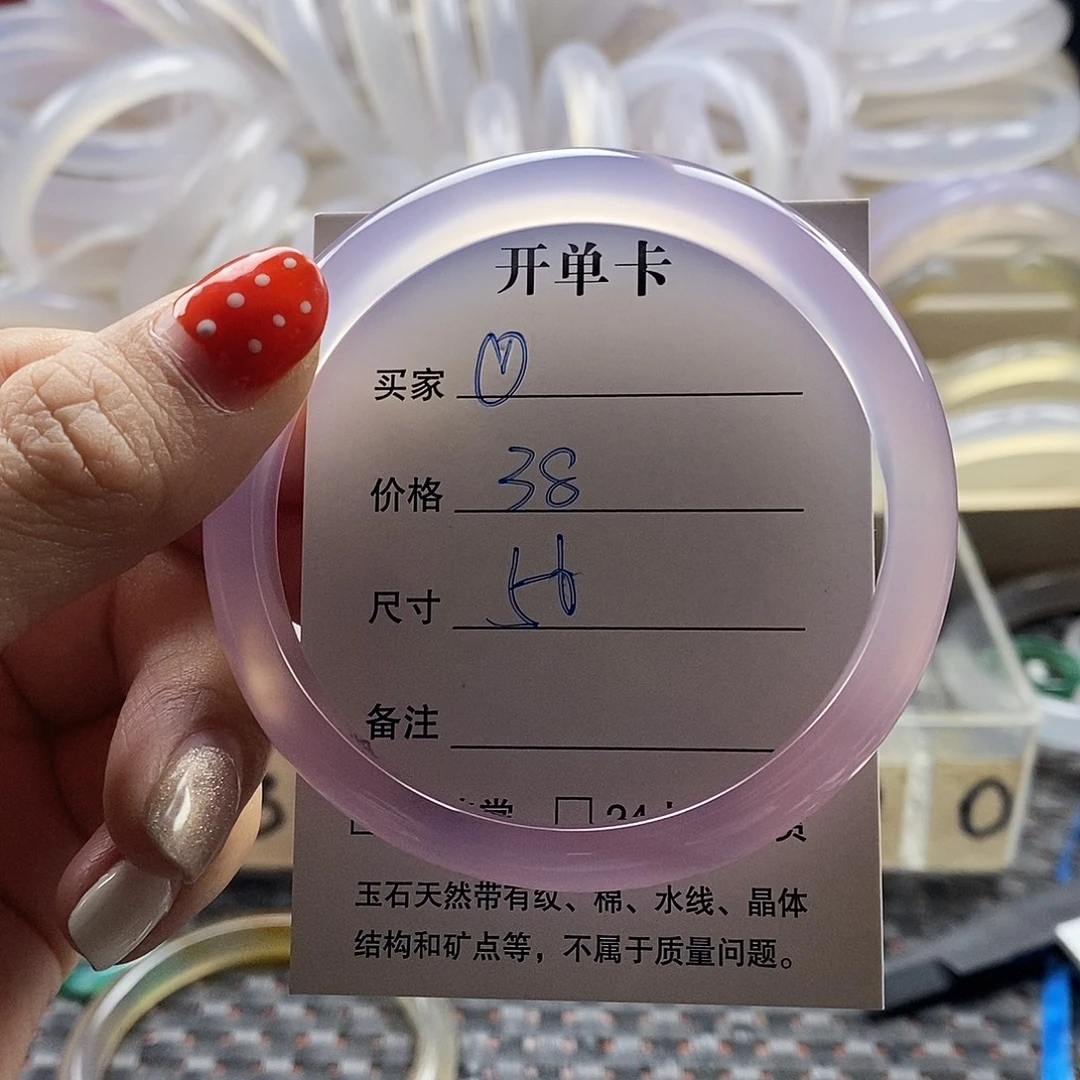 开单卡
买家
价格 38
尺寸
备注
玉石天然带有纹、棉、水线、晶体
结构和矿点等，不属于质量问题。